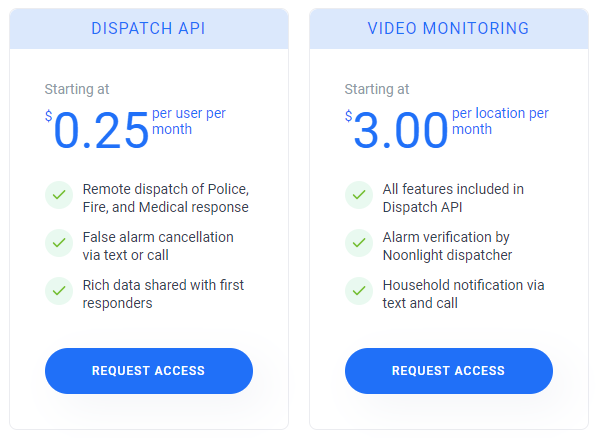 DISPATCH API
Starting at
$0.25 per user per
month
Remote dispatch of Police,
Fire, and Medical response
False alarm cancellation
via text or call
Rich data shared with first
responders
REQUEST ACCESS
VIDEO MONITORING
Starting at
$3.00 per location per
month
All features included in
Dispatch API
Alarm verification by
Noonlight dispatcher
Household notification via
text and call
REQUEST ACCESS